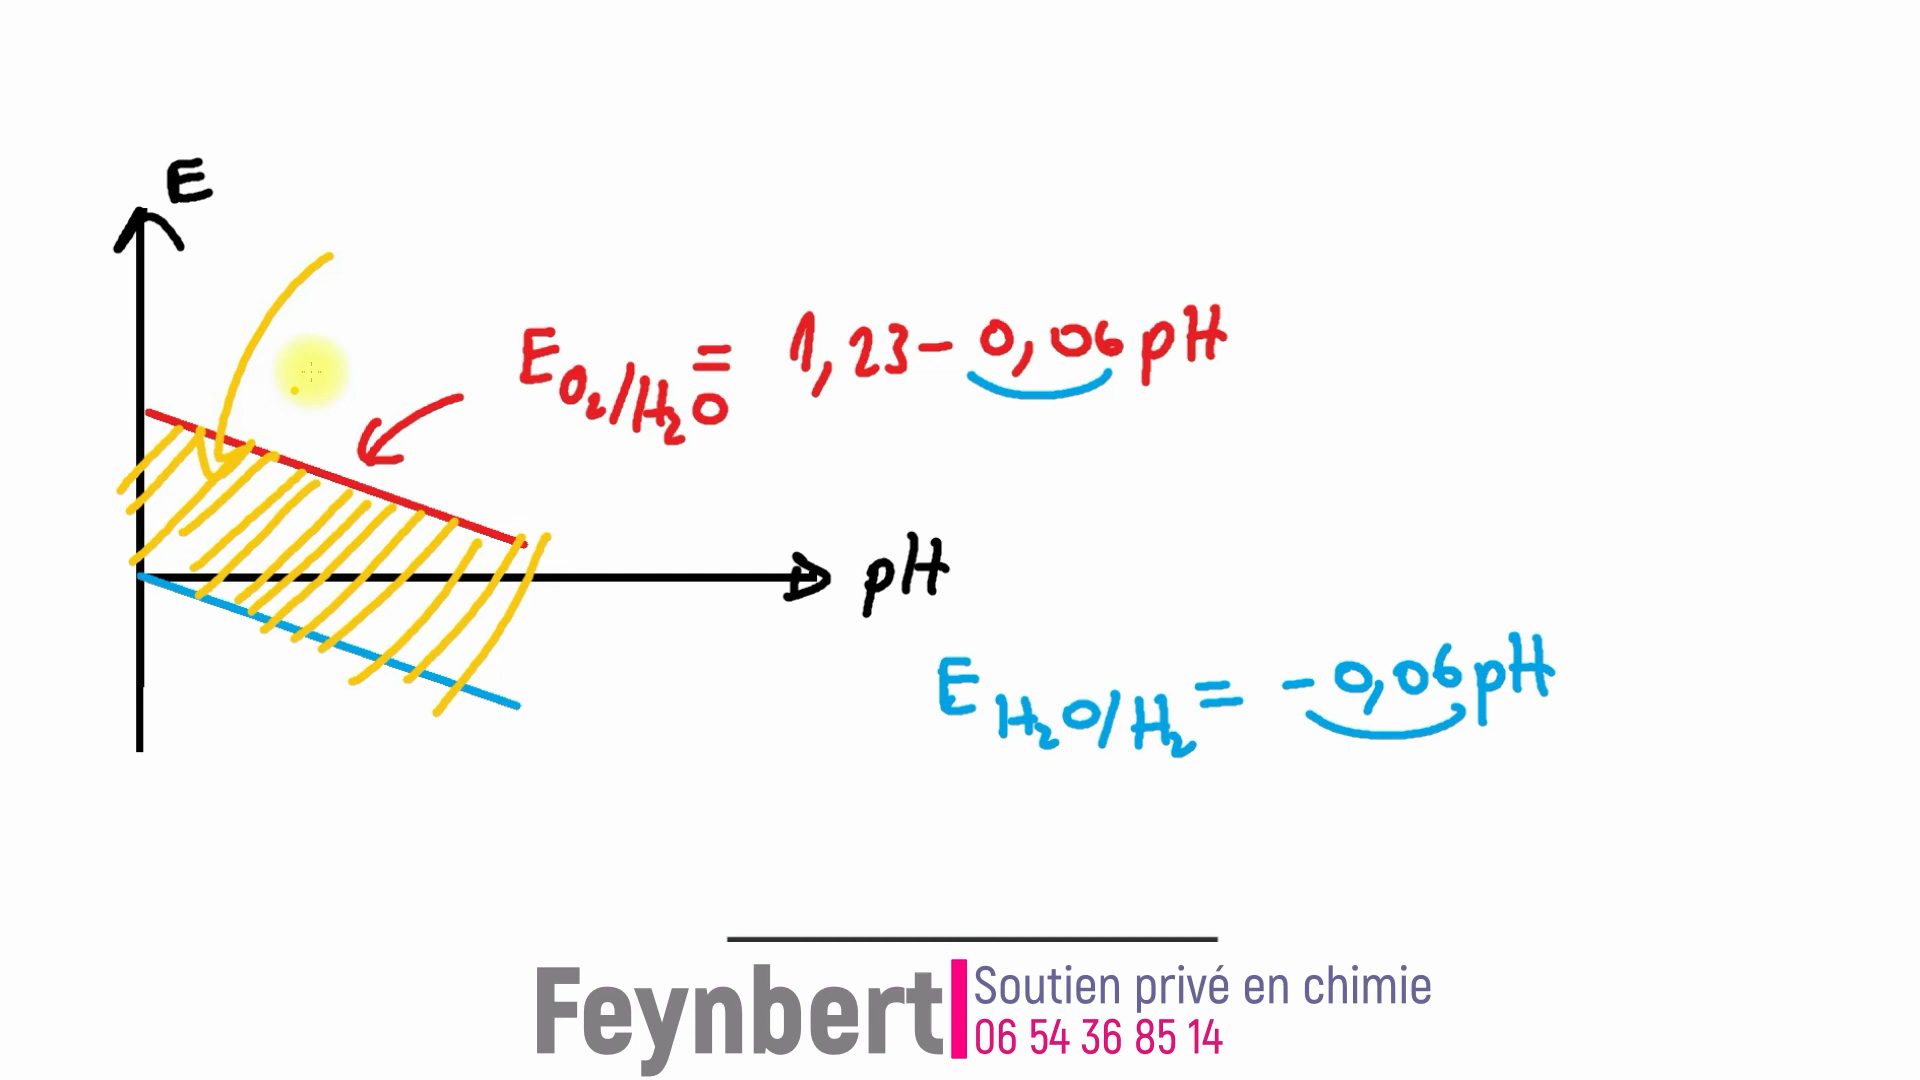 E
E O₂/H₂O = 1,23 - 0,06 pH
pH
E H₂O/H₂ = - 0,06 pH
Feynbert
Soutien privé en chimie
06 54 36 85 14